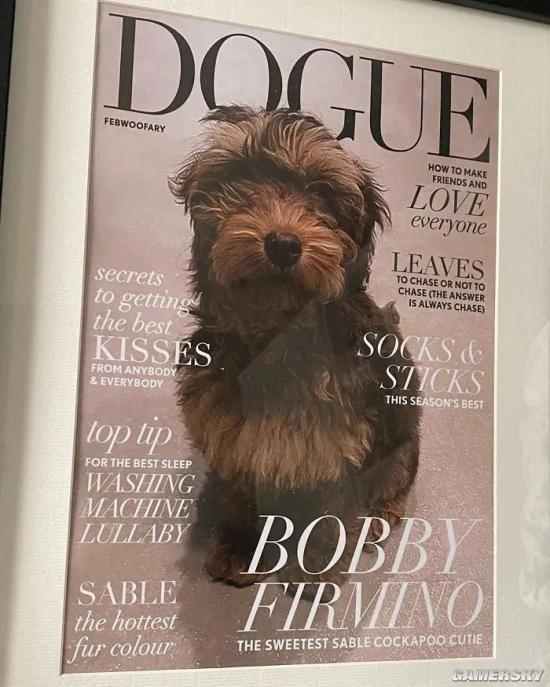 DOGUE
FEBWOOFARY
HOW TO MAKE
FRIENDS AND
LOVE
everyone
LEAVES
TO CHASE OR NOT TO
CHASE (THE ANSWER
IS ALWAYS CHASE)
secrets
to getting
the best
KISSES
FROM ANYBODY
& EVERYBODY
SOCKS &
STICKS
THIS SEASON'S BEST
top tip
FOR THE BEST SLEEP
WASHING
MACHINE
LULLABY
SABLE
the hottest
fur colour
BOBBY
FIRMINO
THE SWEETEST SABLE COCKAPOO CUTIE
GAMERSKY